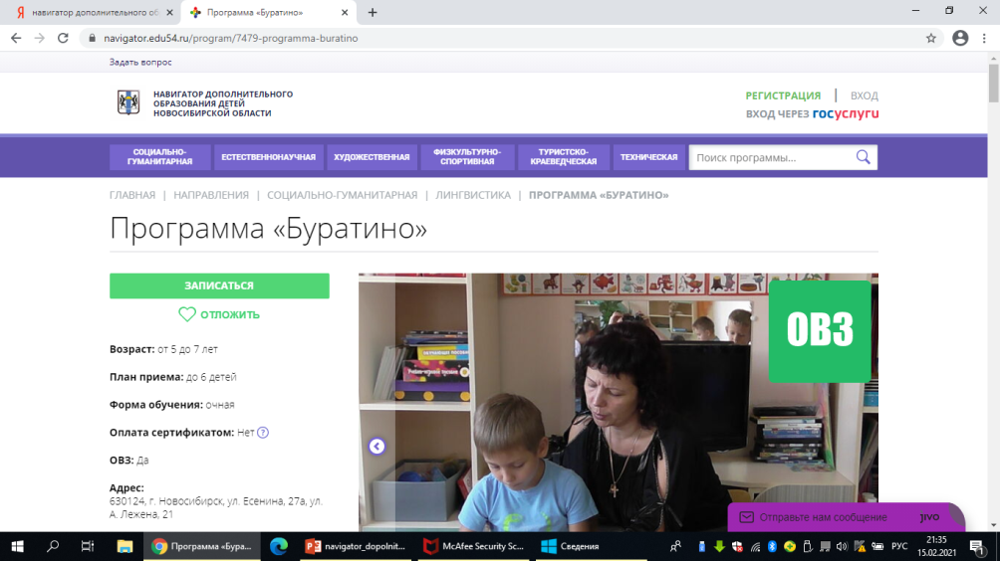 навигатор дополнительного об
Программа «Буратино»
navigator.edu54.ru/program/7479-programma-buratino
Задать вопрос
НАВИГАТОР ДОПОЛНИТЕЛЬНОГО
ОБРАЗОВАНИЯ ДЕТЕЙ
НОВОСИБИРСКОЙ ОБЛАСТИ
РЕГИСТРАЦИЯ | ВХОД
ВХОД ЧЕРЕЗ госуслуги
СОЦИАЛЬНО-
ГУМАНИТАРНАЯ
ЕСТЕСТВЕННОНАУЧНАЯ
ХУДОЖЕСТВЕННАЯ
ФИЗКУЛЬТУРНО-
СПОРТИВНАЯ
ТУРИСТСКО-
КРАЕВЕДЧЕСКАЯ
ТЕХНИЧЕСКАЯ
Поиск программы...
ГЛАВНАЯ | НАПРАВЛЕНИЯ | СОЦИАЛЬНО-ГУМАНИТАРНАЯ | ЛИНГВИСТИКА | ПРОГРАММА «БУРАТИНО»
Программа «Буратино»
ЗАПИСАТЬСЯ
ОТЛОЖИТЬ
Возраст: от 5 до 7 лет
План приема: до 6 детей
Форма обучения: очная
Оплата сертификатом: Нет ?
ОВЗ: Да
Адрес:
630124, г. Новосибирск, ул. Есенина, 27а, ул.
А. Лежена, 21
ОВЗ
Отправьте нам сообщение jivo
Программа «Бура...
navigator_dopolnit...
McAfee Security Sc...
Сведения
РУС
21:35
15.02.2021
1